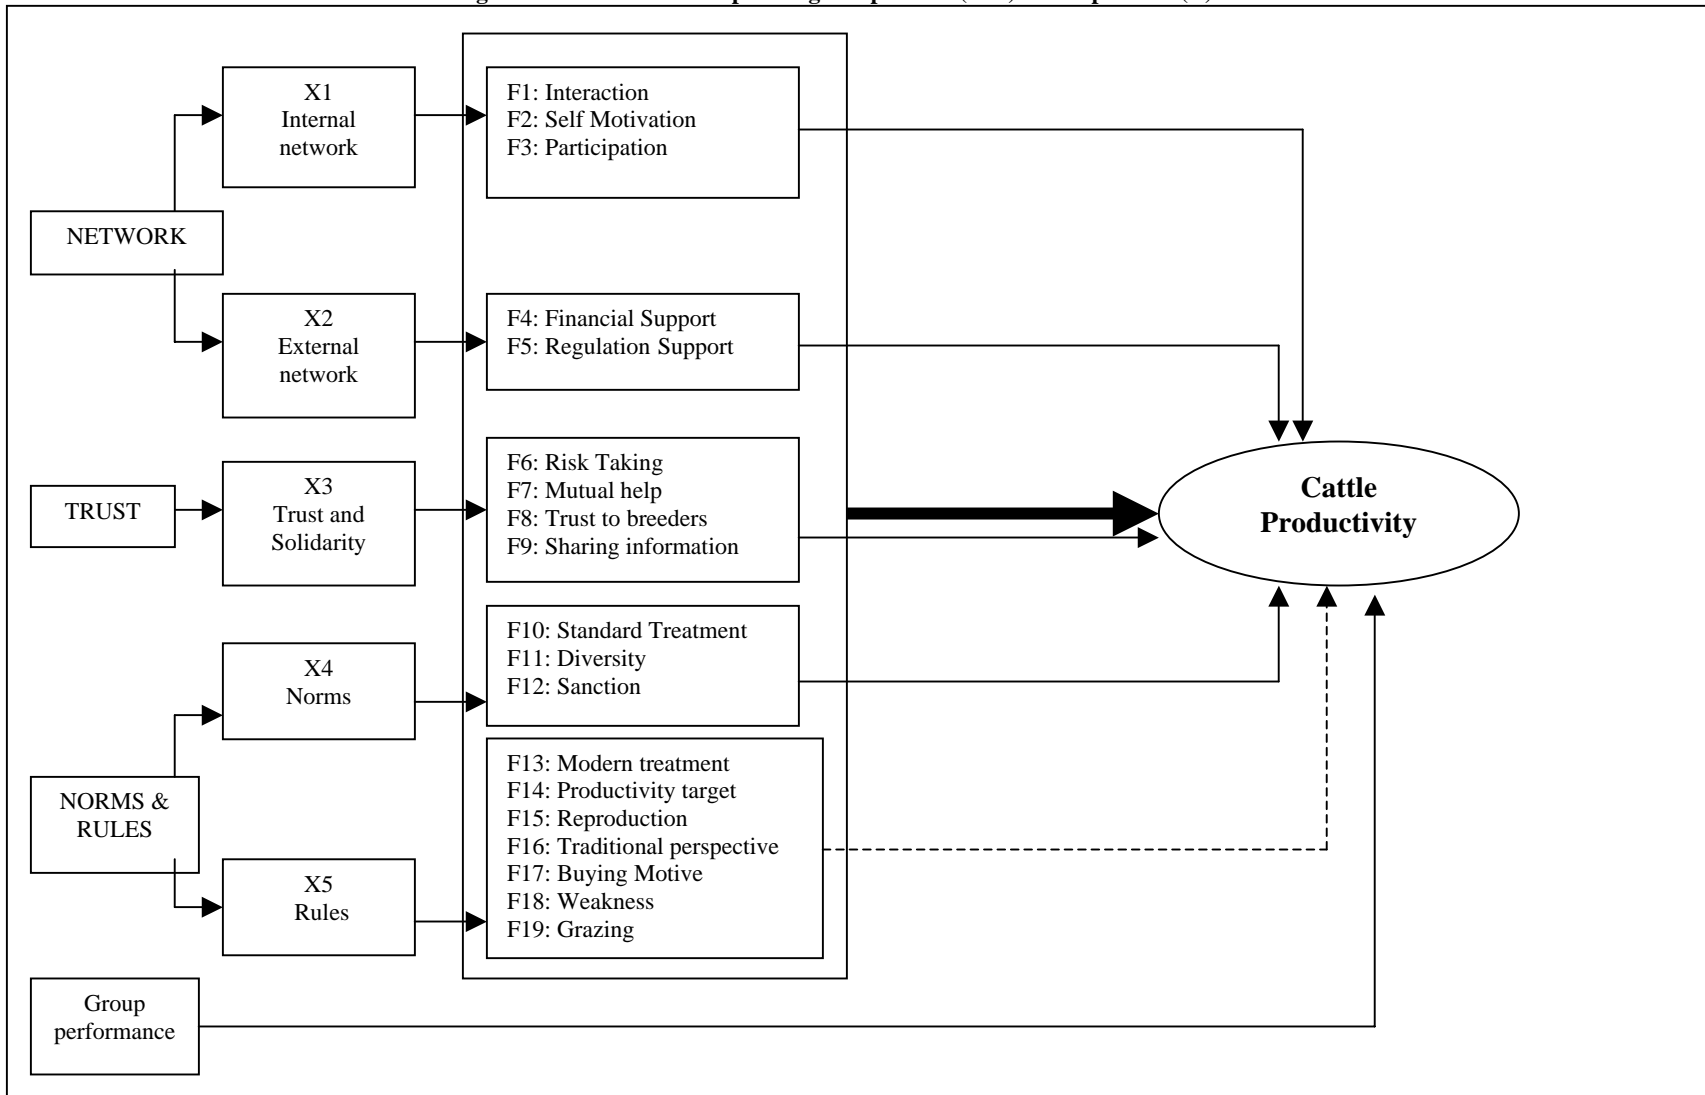 X1
Internal
network
F1: Interaction
F2: Self Motivation
F3: Participation
NETWORK
X2
External
network
F4: Financial Support
F5: Regulation Support
TRUST
X3
Trust and
Solidarity
F6: Risk Taking
F7: Mutual help
F8: Trust to breeders
F9: Sharing information
Cattle
Productivity
X4
Norms
F10: Standard Treatment
F11: Diversity
F12: Sanction
NORMS &
RULES
X5
Rules
F13: Modern treatment
F14: Productivity target
F15: Reproduction
F16: Traditional perspective
F17: Buying Motive
F18: Weakness
F19: Grazing
Group
performance